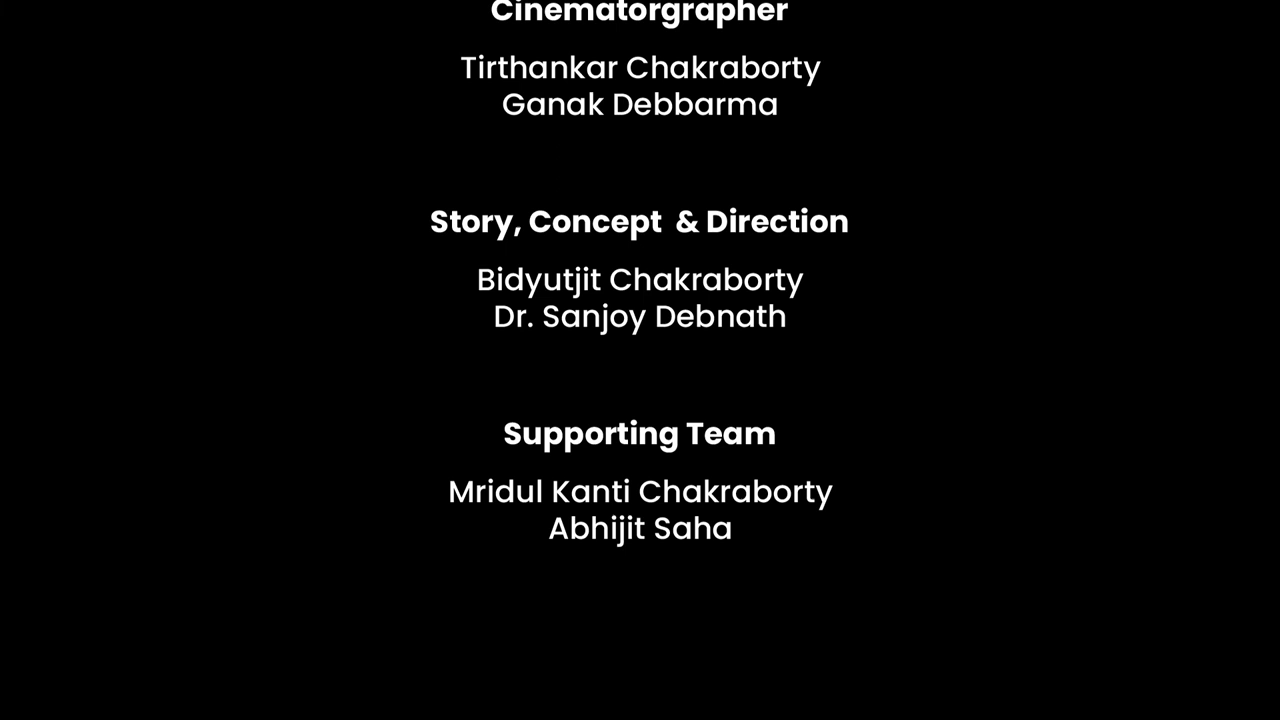 Cinematorgrapher
Tirthankar Chakraborty
Ganak Debbarma
Story, Concept & Direction
Bidyutjit Chakraborty
Dr. Sanjoy Debnath
Supporting Team
Mridul Kanti Chakraborty
Abhijit Saha